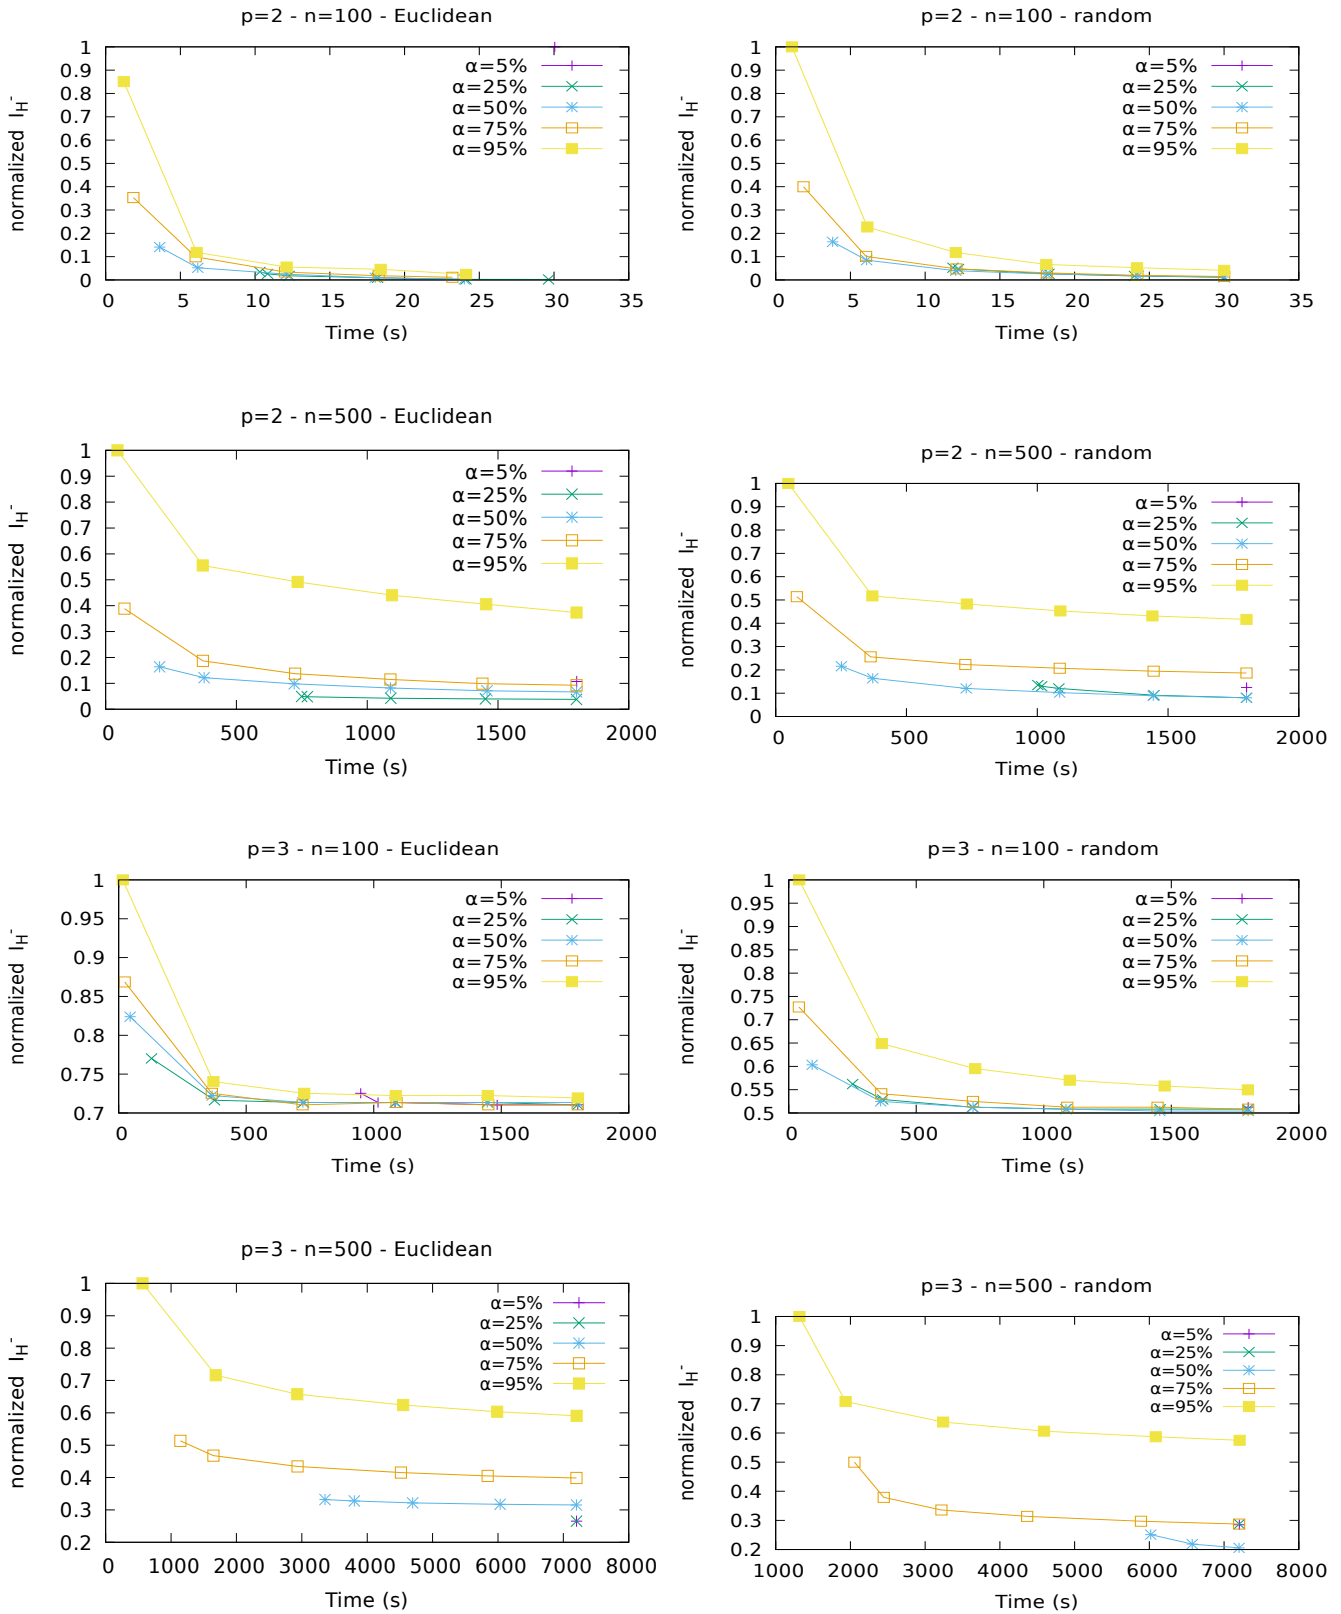 p=2 - n=100 - Euclidean
normalized I_H^-
1
0.9
0.8
0.7
0.6
0.5
0.4
0.3
0.2
0.1
0
α=5%
α=25%
α=50%
α=75%
α=95%
0 5 10 15 20 25 30 35
Time (s)
p=2 - n=100 - random
normalized I_H^-
1
0.9
0.8
0.7
0.6
0.5
0.4
0.3
0.2
0.1
0
α=5%
α=25%
α=50%
α=75%
α=95%
0 5 10 15 20 25 30 35
Time (s)
p=2 - n=500 - Euclidean
normalized I_H^-
1
0.9
0.8
0.7
0.6
0.5
0.4
0.3
0.2
0.1
0
α=5%
α=25%
α=50%
α=75%
α=95%
0 500 1000 1500 2000
Time (s)
p=2 - n=500 - random
normalized I_H^-
1
0.9
0.8
0.7
0.6
0.5
0.4
0.3
0.2
0.1
0
α=5%
α=25%
α=50%
α=75%
α=95%
0 500 1000 1500 2000
Time (s)
p=3 - n=100 - Euclidean
normalized I_H^-
1
0.95
0.9
0.85
0.8
0.75
0.7
α=5%
α=25%
α=50%
α=75%
α=95%
0 500 1000 1500 2000
Time (s)
p=3 - n=100 - random
normalized I_H^-
1
0.95
0.9
0.85
0.8
0.75
0.7
0.65
0.6
0.55
0.5
α=5%
α=25%
α=50%
α=75%
α=95%
0 500 1000 1500 2000
Time (s)
p=3 - n=500 - Euclidean
normalized I_H^-
1
0.9
0.8
0.7
0.6
0.5
0.4
0.3
0.2
α=5%
α=25%
α=50%
α=75%
α=95%
0 1000 2000 3000 4000 5000 6000 7000 8000
Time (s)
p=3 - n=500 - random
normalized I_H^-
1
0.9
0.8
0.7
0.6
0.5
0.4
0.3
0.2
α=5%
α=25%
α=50%
α=75%
α=95%
1000 2000 3000 4000 5000 6000 7000 8000
Time (s)